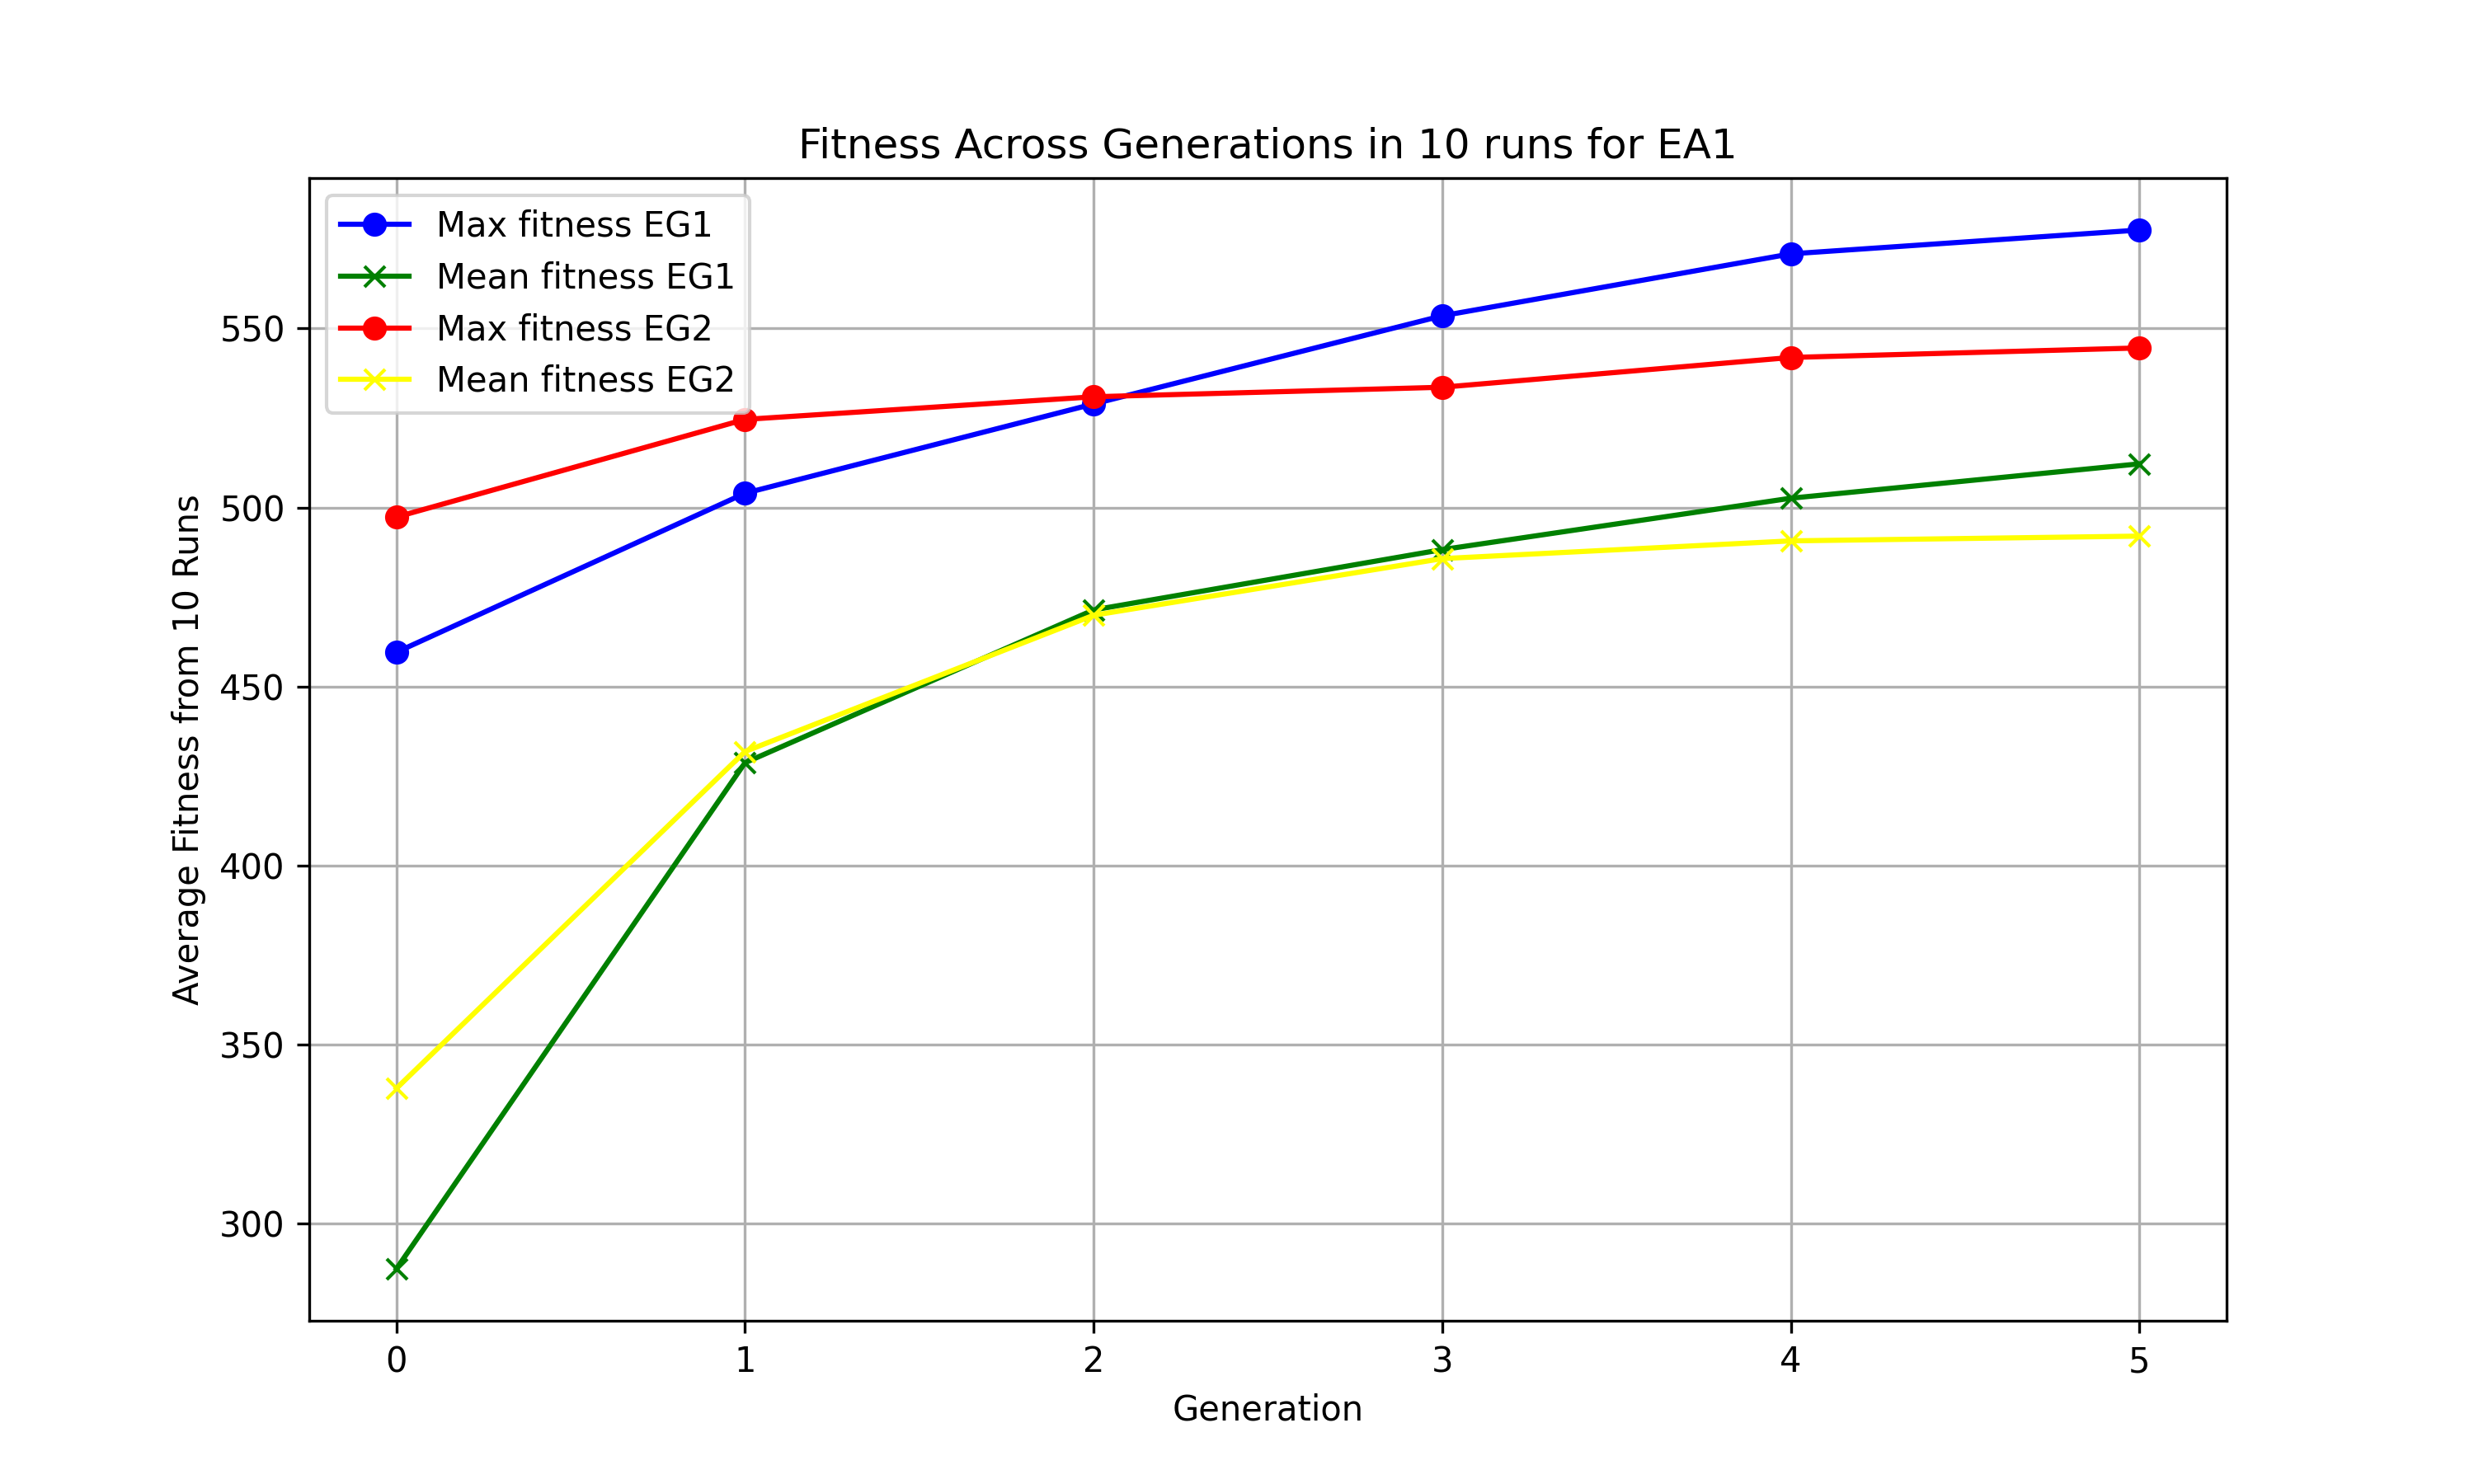 Fitness Across Generations in 10 runs for EA1
Max fitness EG1
Mean fitness EG1
Max fitness EG2
Mean fitness EG2
Average Fitness from 10 Runs
550
500
450
400
350
300
0 1 2 3 4 5
Generation